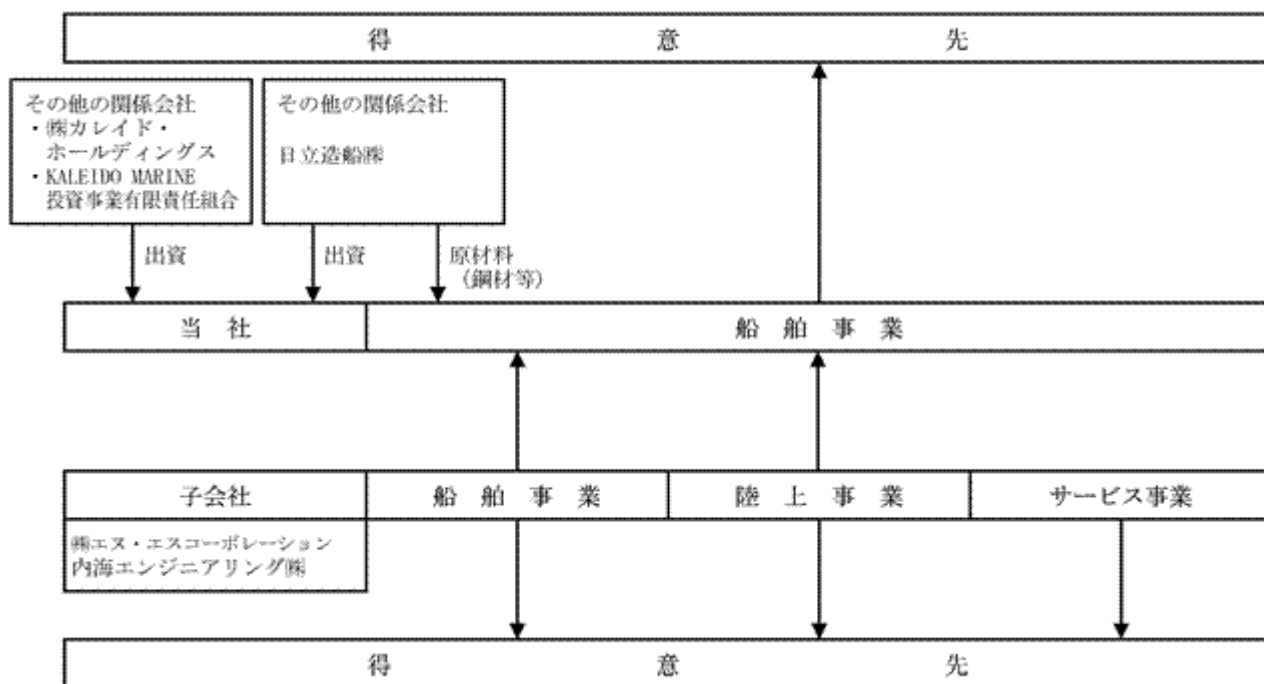 得 意 先
その他の関係会社
・㈱カレイド・
ホールディングス
・KALEIDO MARINE
投資事業有限責任組合
その他の関係会社
日立造船㈱
出資
出資
原材料
(鋼材等)
当 社
船 舶 事 業
子会社
船 舶 事 業
陸 上 事 業
サービス事業
㈱エヌ・エスコーポレーション
内海エンジニアリング㈱
得 意 先